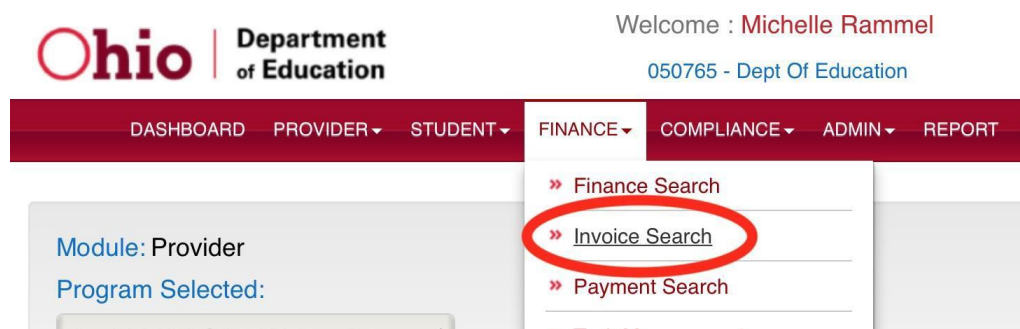 Ohio Department of Education
Welcome : Michelle Rammel
050765 - Dept Of Education
DASHBOARD PROVIDER STUDENT FINANCE COMPLIANCE ADMIN REPORT
» Finance Search
» Invoice Search
» Payment Search
Module: Provider
Program Selected: